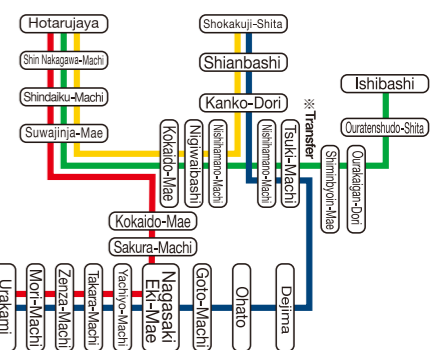 Hotarujaya
Shokakuji-Shita
Shin Nakagawa-Machi
Shianbashi
Ishibashi
Shindaiku-Machi
Kanko-Dori
Suwajinja-Mae
Ouratenshudo-Shita
※Transfer
Kokaido-Mae
Nigiwaibashi
Nishihamano-Machi
Nishihamano-Machi
Tsuki-Machi
Shiminbyoin-Mae
Ourakaigan-Dori
Kokaido-Mae
Sakura-Machi
Urakami
Mori-Machi
Zenza-Machi
Takara-Machi
Yachiyo-Machi
Nagasaki
Eki-Mae
Goto-Machi
Ohato
Dejima